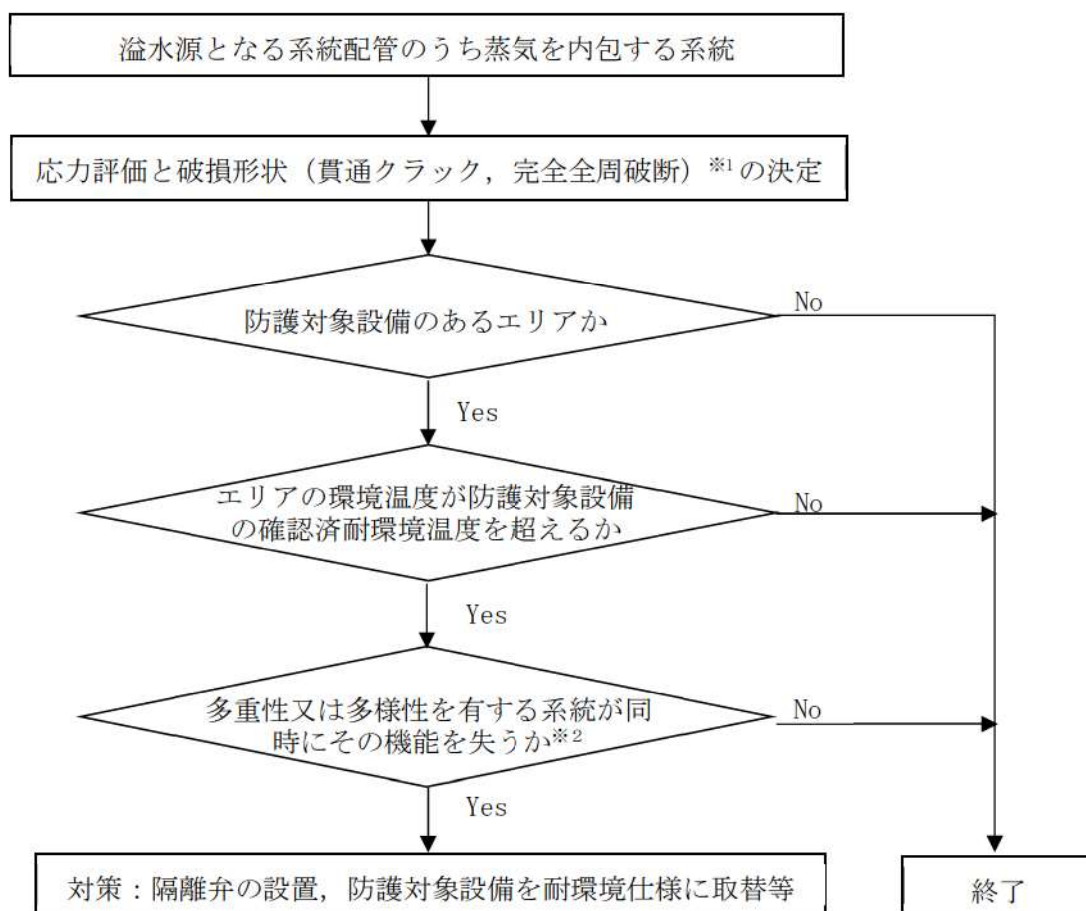 溢水源となる系統配管のうち蒸気を内包する系統
応力評価と破損形状（貫通クラック，完全全周破断）※1の決定
防護対象設備のあるエリアか
No
Yes
エリアの環境温度が防護対象設備
の確認済耐環境温度を超えるか
No
Yes
多重性又は多様性を有する系統が同
時にその機能を失うか※2
No
Yes
対策：隔離弁の設置，防護対象設備を耐環境仕様に取替等
終了